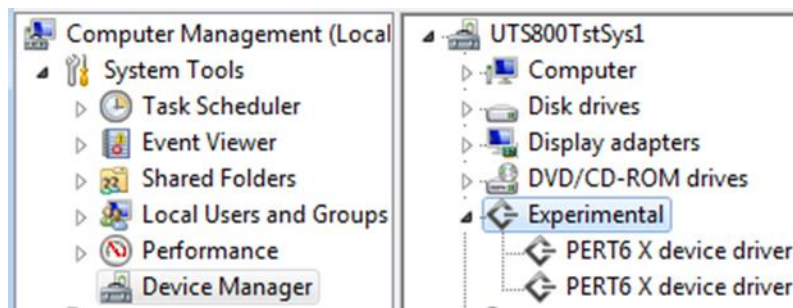 Computer Management (Local
System Tools
Task Scheduler
Event Viewer
Shared Folders
Local Users and Groups
Performance
Device Manager
UTS800TstSys1
Computer
Disk drives
Display adapters
DVD/CD-ROM drives
Experimental
PERT6 X device driver
PERT6 X device driver